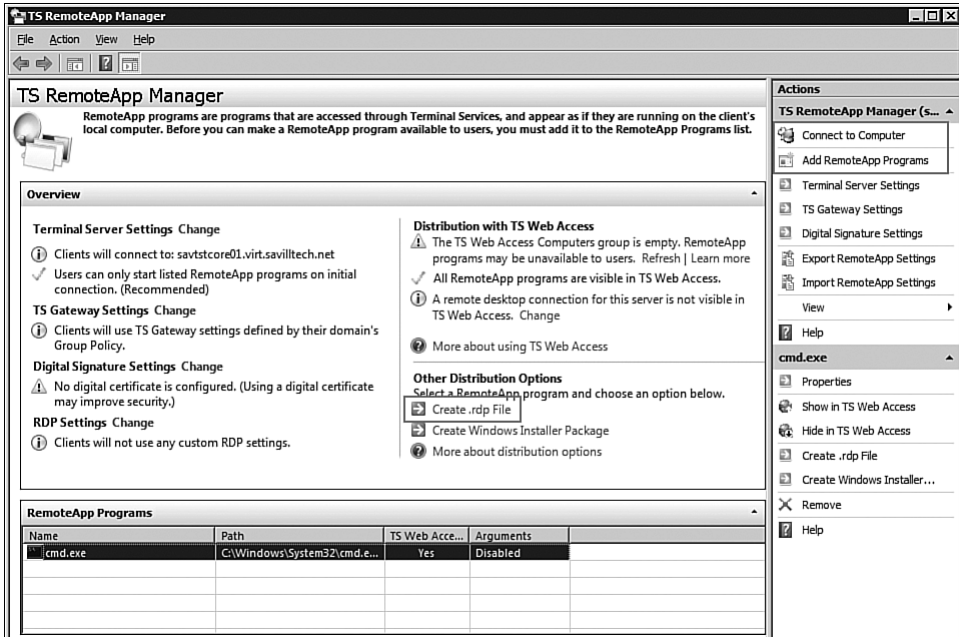 TS RemoteApp Manager
File Action View Help
TS RemoteApp Manager
RemoteApp programs are programs that are accessed through Terminal Services, and appear as if they are running on the client's
local computer. Before you can make a RemoteApp program available to users, you must add it to the RemoteApp Programs list.
Overview
Terminal Server Settings Change
Clients will connect to: savtstcore01.virt.savilltech.net
Users can only start listed RemoteApp programs on initial
connection. (Recommended)
TS Gateway Settings Change
Clients will use TS Gateway settings defined by their domain's
Group Policy.
Digital Signature Settings Change
No digital certificate is configured. (Using a digital certificate
may improve security.)
RDP Settings Change
Clients will not use any custom RDP settings.
Distribution with TS Web Access
The TS Web Access Computers group is empty. RemoteApp
programs may be unavailable to users. Refresh | Learn more
All RemoteApp programs are visible in TS Web Access.
A remote desktop connection for this server is not visible in
TS Web Access. Change
More about using TS Web Access
Other Distribution Options
Select a RemoteApp program and choose an option below.
Create .rdp File
Create Windows Installer Package
More about distribution options
RemoteApp Programs
Name Path TS Web Acce... Arguments
cmd.exe C:\Windows\System32\cmd.e... Yes Disabled
Actions
TS RemoteApp Manager (s...
Connect to Computer
Add RemoteApp Programs
Terminal Server Settings
TS Gateway Settings
Digital Signature Settings
Export RemoteApp Settings
Import RemoteApp Settings
View
Help
cmd.exe
Properties
Show in TS Web Access
Hide in TS Web Access
Create .rdp File
Create Windows Installer...
Remove
Help